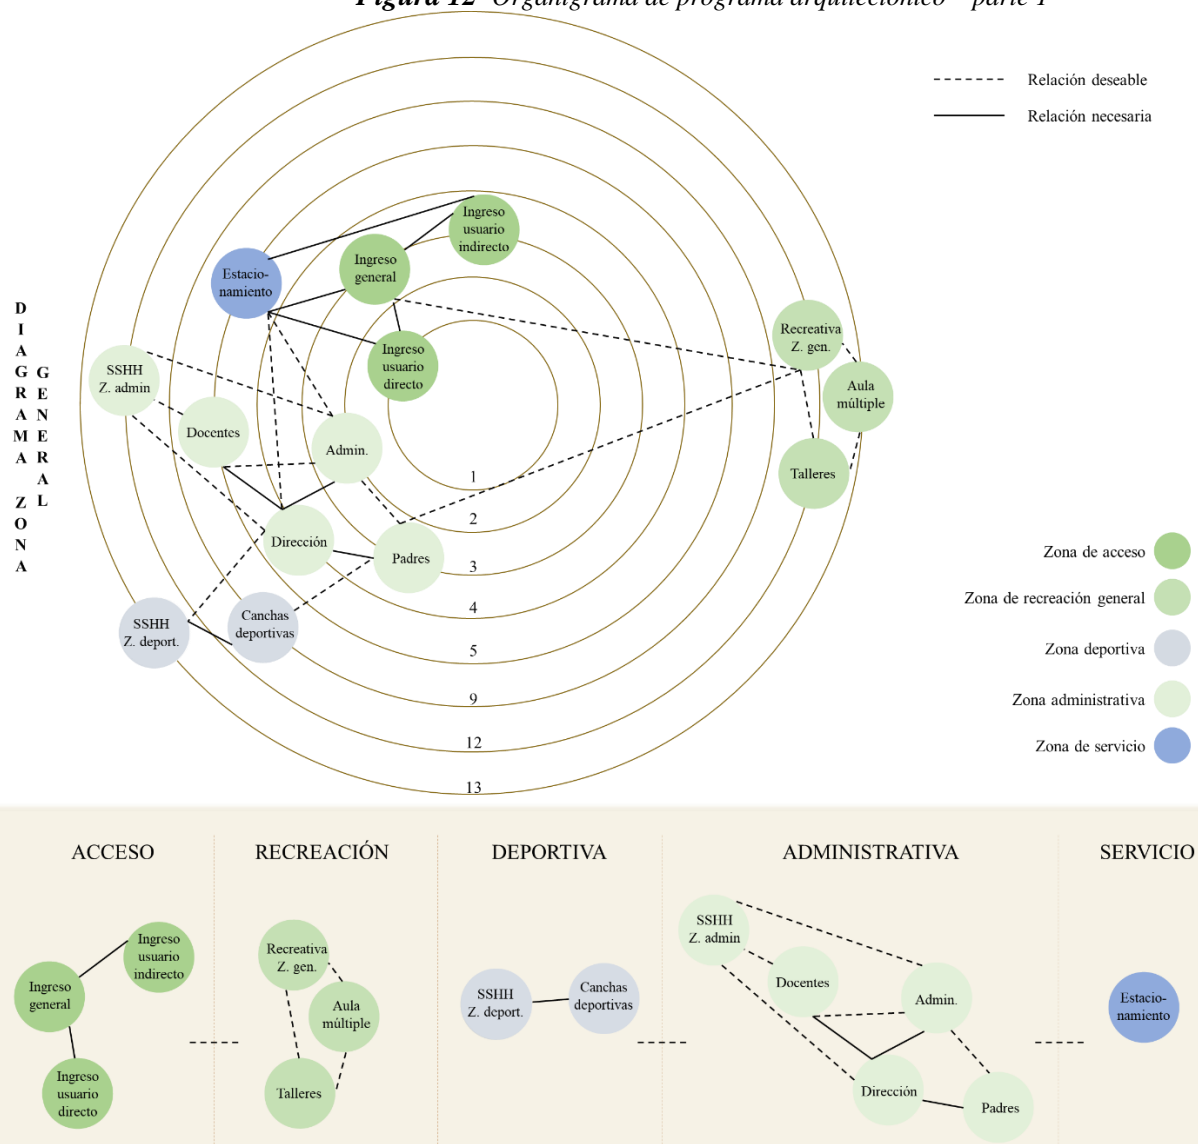 Figura 12 Organigrama de programa arquitectónico – parte 1
Relación deseable
Relación necesaria
DIAGRAMA ZONA
GENERAL
Ingreso
usuario
indirecto
Ingreso
general
Estacio-
namiento
Ingreso
usuario
directo
SSHH
Z. admin
Docentes
Admin.
Dirección
Padres
SSHH
Z. deport.
Canchas
deportivas
Recreativa
Z. gen.
Aula
múltiple
Talleres
1
2
3
4
5
9
12
13
Zona de acceso
Zona de recreación general
Zona deportiva
Zona administrativa
Zona de servicio
ACCESO
RECREACIÓN
DEPORTIVA
ADMINISTRATIVA
SERVICIO
Ingreso
usuario
indirecto
Ingreso
general
Ingreso
usuario
directo
Recreativa
Z. gen.
Aula
múltiple
Talleres
SSHH
Z. deport.
Canchas
deportivas
SSHH
Z. admin
Docentes
Admin.
Dirección
Padres
Estacio-
namiento